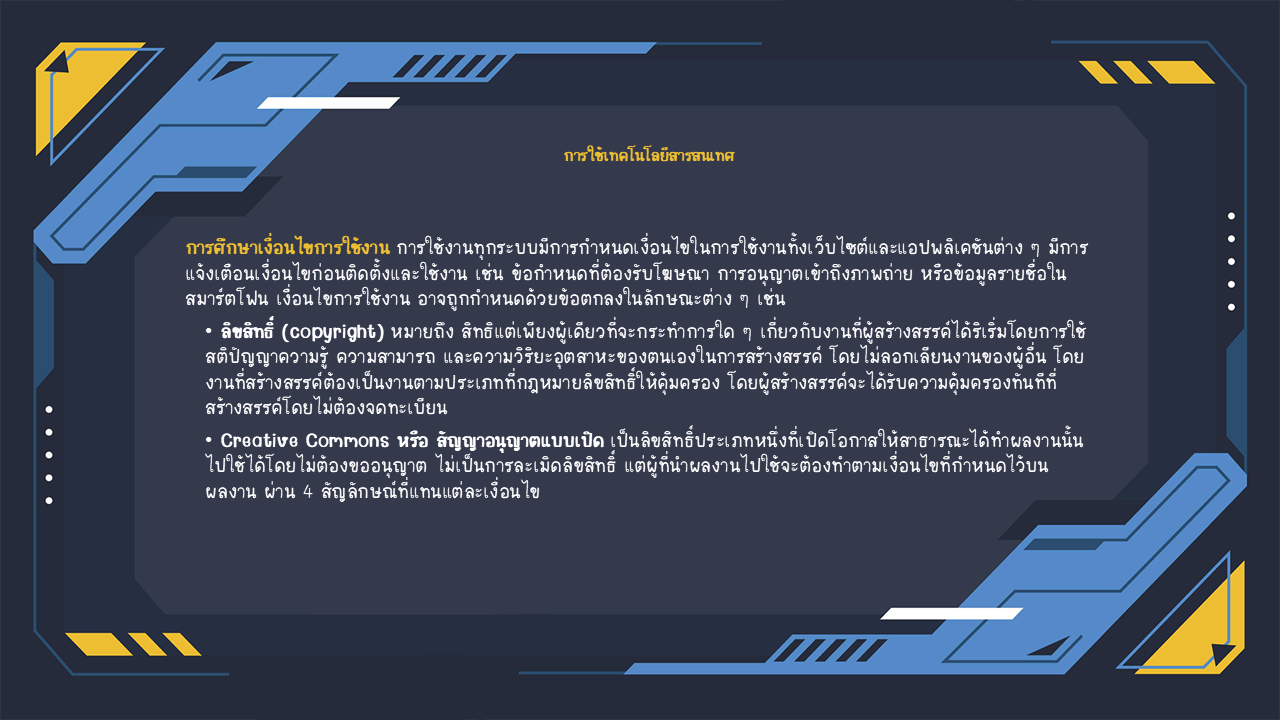 การใช้เทคโนโลยีสารสนเทศ
การศึกษาเงื่อนไขการใช้งาน การใช้งานทุกระบบมีการกำหนดเงื่อนไขในการใช้งานทั้งเว็บไซต์และแอปพลิเคชันต่าง ๆ มีการ
แจ้งเตือนเงื่อนไขก่อนติดตั้งและใช้งาน เช่น ข้อกำหนดที่ต้องรับโฆษณา การอนุญาตเข้าถึงภาพถ่าย หรือข้อมูลรายชื่อใน
สมาร์ตโฟน เงื่อนไขการใช้งาน อาจถูกกำหนดด้วยข้อตกลงในลักษณะต่าง ๆ เช่น
• ลิขสิทธิ์ (copyright) หมายถึง สิทธิแต่เพียงผู้เดียวที่จะกระทำการใด ๆ เกี่ยวกับงานที่ผู้สร้างสรรค์ได้ริเริ่มโดยการใช้
สติปัญญาความรู้ ความสามารถ และความวิริยะอุตสาหะของตนเองในการสร้างสรรค์ โดยไม่ลอกเลียนงานของผู้อื่น โดย
งานที่สร้างสรรค์ต้องเป็นงานตามประเภทที่กฎหมายลิขสิทธิ์ให้คุ้มครอง โดยผู้สร้างสรรค์จะได้รับความคุ้มครองทันทีที่
สร้างสรรค์โดยไม่ต้องจดทะเบียน
• Creative Commons หรือ สัญญาอนุญาตแบบเปิด เป็นลิขสิทธิ์ประเภทหนึ่งที่เปิดโอกาสให้สาธารณะได้ทำผลงานนั้น
ไปใช้ได้โดยไม่ต้องขออนุญาต ไม่เป็นการละเมิดลิขสิทธิ์ แต่ผู้ที่นำผลงานไปใช้จะต้องทำตามเงื่อนไขที่กำหนดไว้บน
ผลงาน ผ่าน 4 สัญลักษณ์ที่แทนแต่ละเงื่อนไข